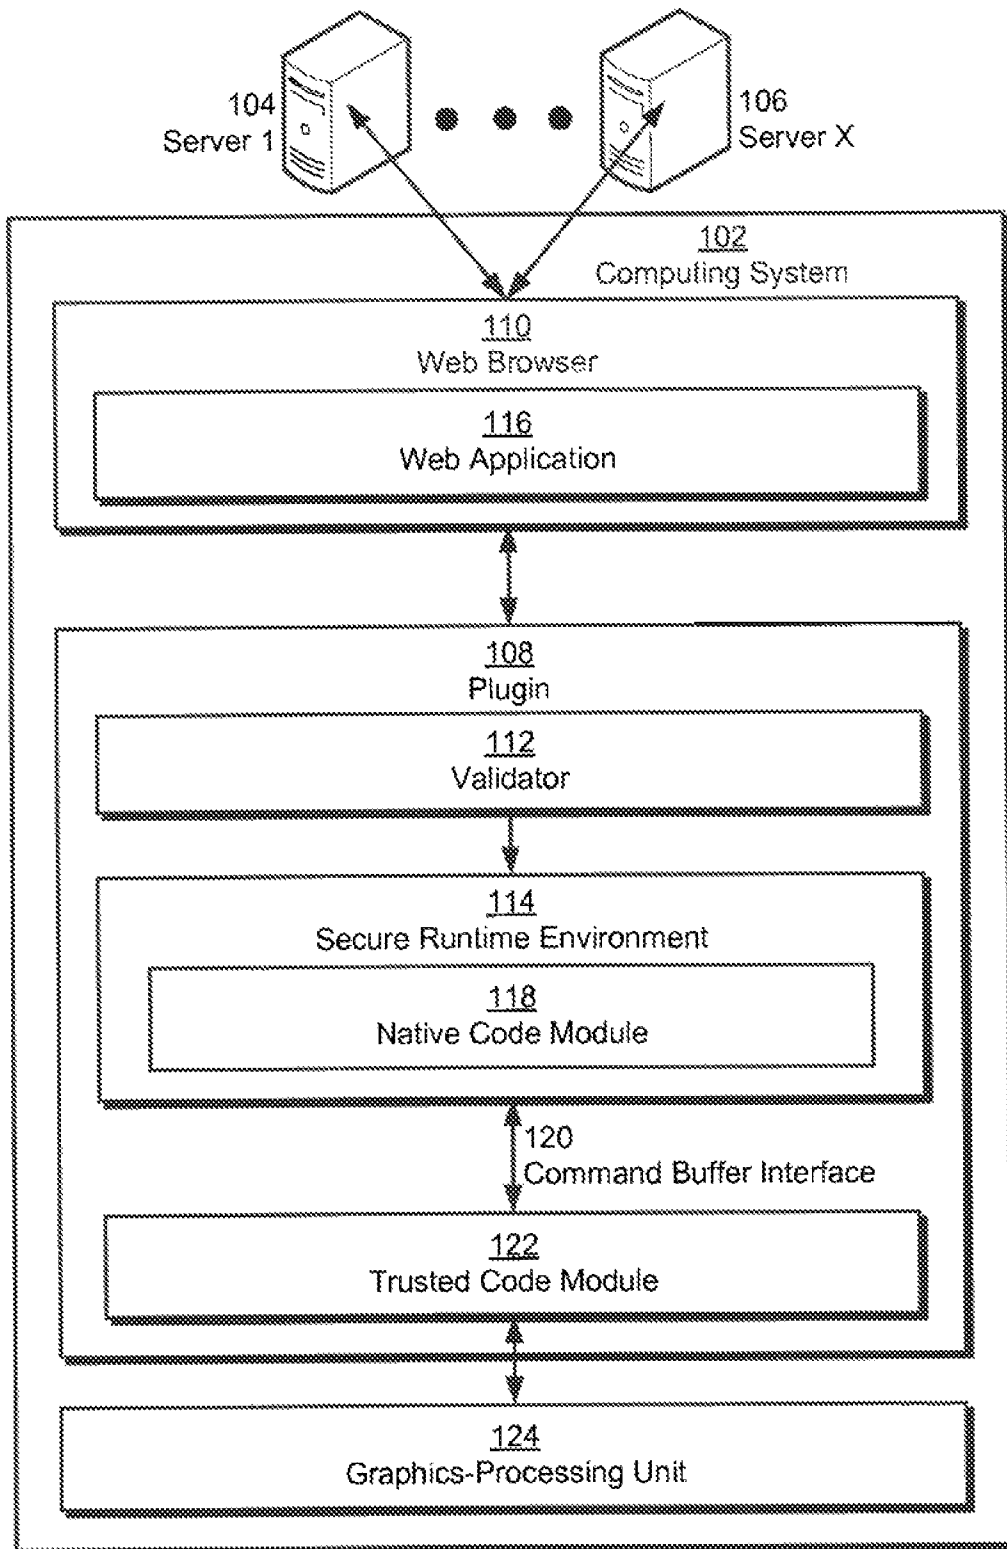 104
Server 1
106
Server X
102
Computing System
110
Web Browser
116
Web Application
108
Plugin
112
Validator
114
Secure Runtime Environment
118
Native Code Module
120
Command Buffer Interface
122
Trusted Code Module
124
Graphics-Processing Unit